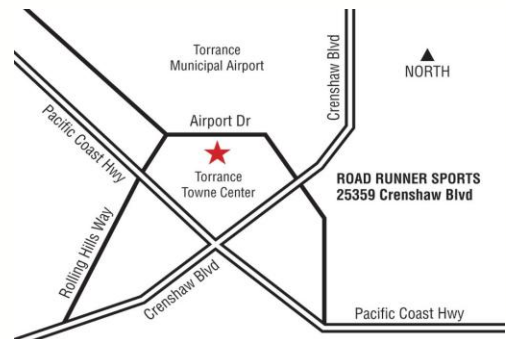 Torrance
Municipal Airport
Crenshaw Blvd
NORTH
Airport Dr
Pacific Coast Hwy
Torrance
Towne Center
ROAD RUNNER SPORTS
25359 Crenshaw Blvd
Rolling Hills Way
Crenshaw Blvd
Pacific Coast Hwy